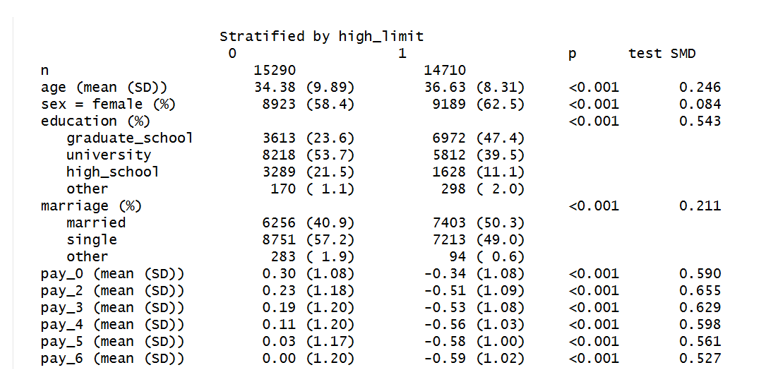 Stratified by high_limit
0 1 p test SMD
n 15290 14710
age (mean (SD)) 34.38 (9.89) 36.63 (8.31) <0.001 0.246
sex = female (%) 8923 (58.4) 9189 (62.5) <0.001 0.084
education (%) <0.001 0.543
graduate_school 3613 (23.6) 6972 (47.4)
university 8218 (53.7) 5812 (39.5)
high_school 3289 (21.5) 1628 (11.1)
other 170 ( 1.1) 298 ( 2.0)
marriage (%) <0.001 0.211
married 6256 (40.9) 7403 (50.3)
single 8751 (57.2) 7213 (49.0)
other 283 ( 1.9) 94 ( 0.6)
pay_0 (mean (SD)) 0.30 (1.08) -0.34 (1.08) <0.001 0.590
pay_2 (mean (SD)) 0.23 (1.18) -0.51 (1.09) <0.001 0.655
pay_3 (mean (SD)) 0.19 (1.20) -0.53 (1.08) <0.001 0.629
pay_4 (mean (SD)) 0.11 (1.20) -0.56 (1.03) <0.001 0.598
pay_5 (mean (SD)) 0.03 (1.17) -0.58 (1.00) <0.001 0.561
pay_6 (mean (SD)) 0.00 (1.20) -0.59 (1.02) <0.001 0.527